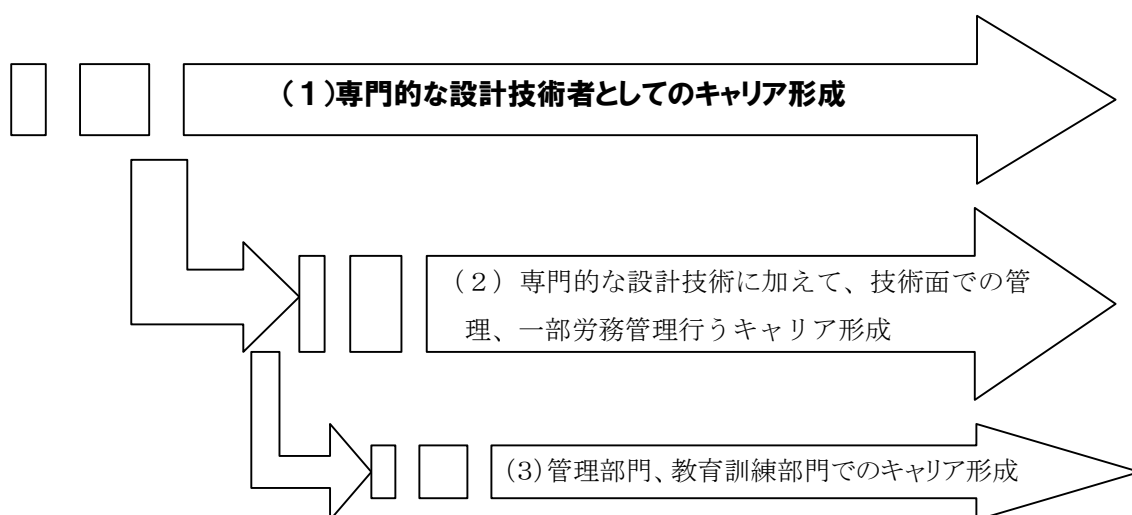 （１）専門的な設計技術者としてのキャリア形成
（２）専門的な設計技術に加えて、技術面での管
理、一部労務管理行うキャリア形成
(3)管理部門、教育訓練部門でのキャリア形成